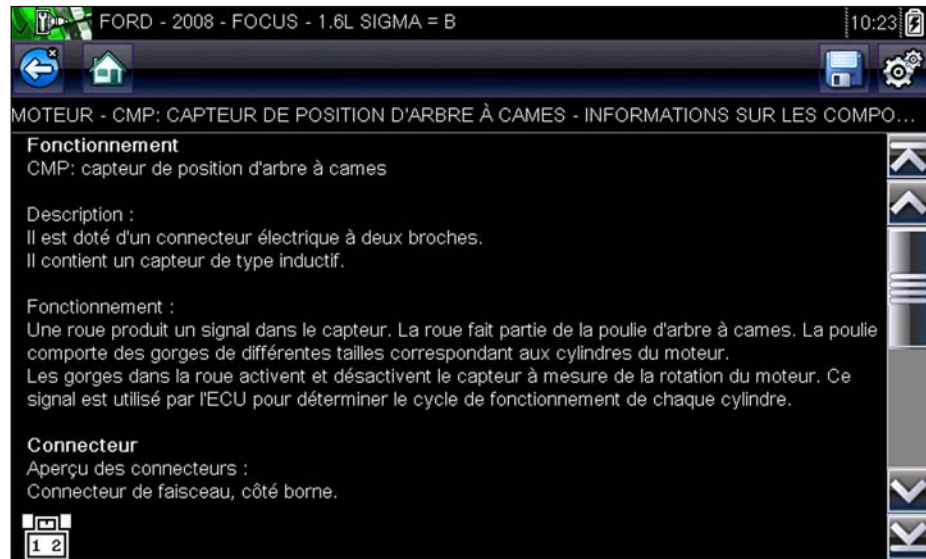 FORD - 2008 - FOCUS - 1.6L SIGMA = B
10:23
MOTEUR - CMP: CAPTEUR DE POSITION D'ARBRE À CAMES - INFORMATIONS SUR LES COMPO...
Fonctionnement
CMP: capteur de position d'arbre à cames
Description :
Il est doté d'un connecteur électrique à deux broches.
Il contient un capteur de type inductif.
Fonctionnement :
Une roue produit un signal dans le capteur. La roue fait partie de la poulie d'arbre à cames. La poulie
comporte des gorges de différentes tailles correspondant aux cylindres du moteur.
Les gorges dans la roue activent et désactivent le capteur à mesure de la rotation du moteur. Ce
signal est utilisé par l'ECU pour déterminer le cycle de fonctionnement de chaque cylindre.
Connecteur
Aperçu des connecteurs :
Connecteur de faisceau, côté borne.
1 2